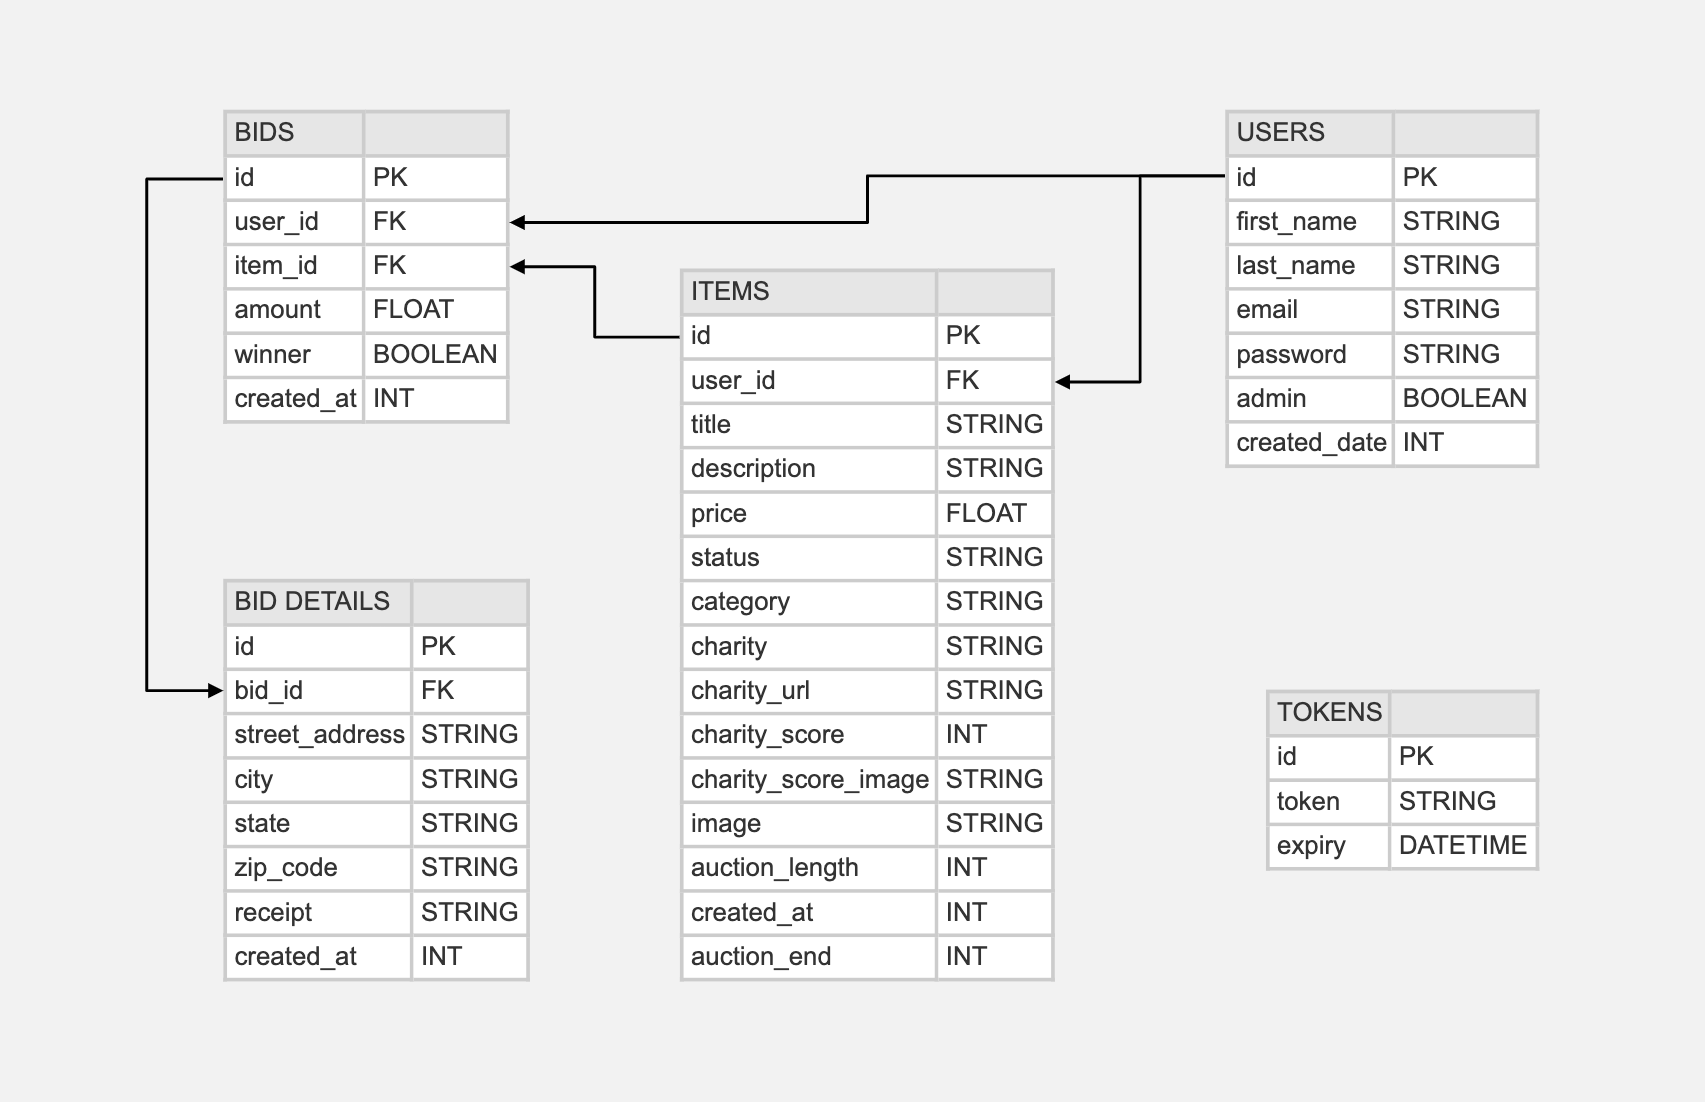 BIDS
id PK
user_id FK
item_id FK
amount FLOAT
winner BOOLEAN
created_at INT
USERS
id PK
first_name STRING
last_name STRING
email STRING
password STRING
admin BOOLEAN
created_date INT
ITEMS
id PK
user_id FK
title STRING
description STRING
price FLOAT
status STRING
category STRING
charity STRING
charity_url STRING
charity_score INT
charity_score_image STRING
image STRING
auction_length INT
created_at INT
auction_end INT
BID DETAILS
id PK
bid_id FK
street_address STRING
city STRING
state STRING
zip_code STRING
receipt STRING
created_at INT
TOKENS
id PK
token STRING
expiry DATETIME